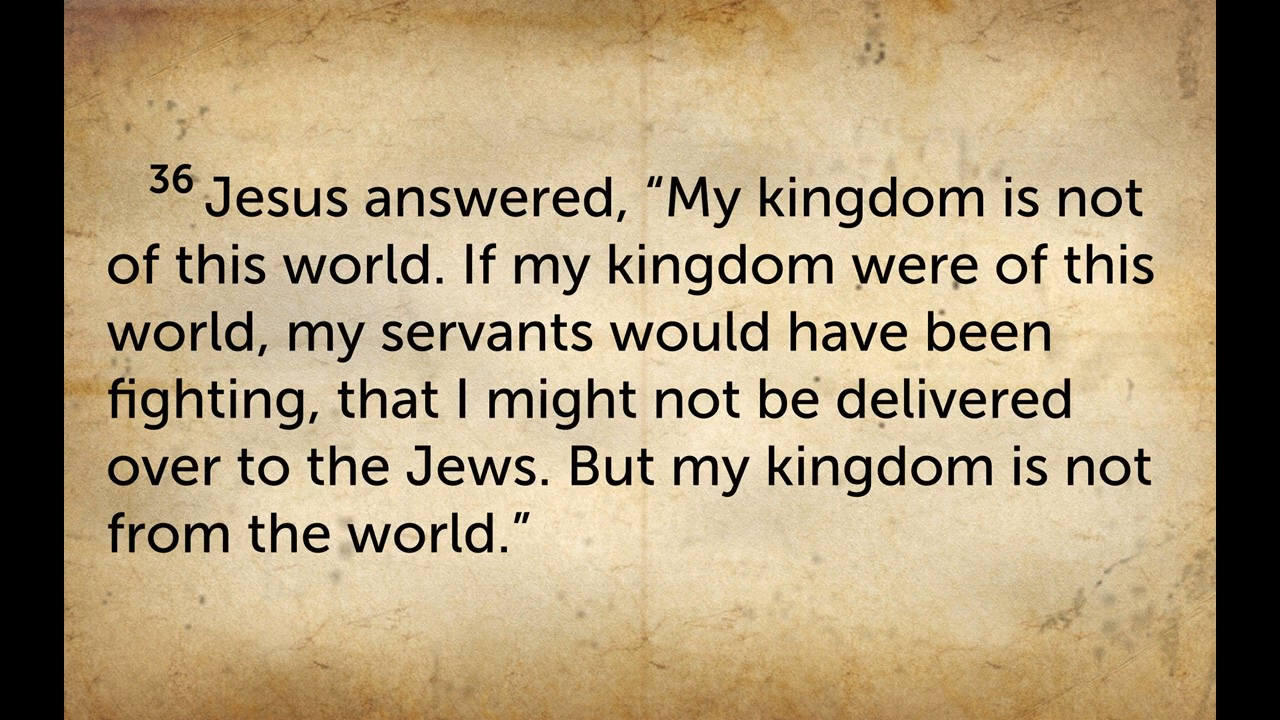 36 Jesus answered, “My kingdom is not
of this world. If my kingdom were of this
world, my servants would have been
fighting, that I might not be delivered
over to the Jews. But my kingdom is not
from the world.”